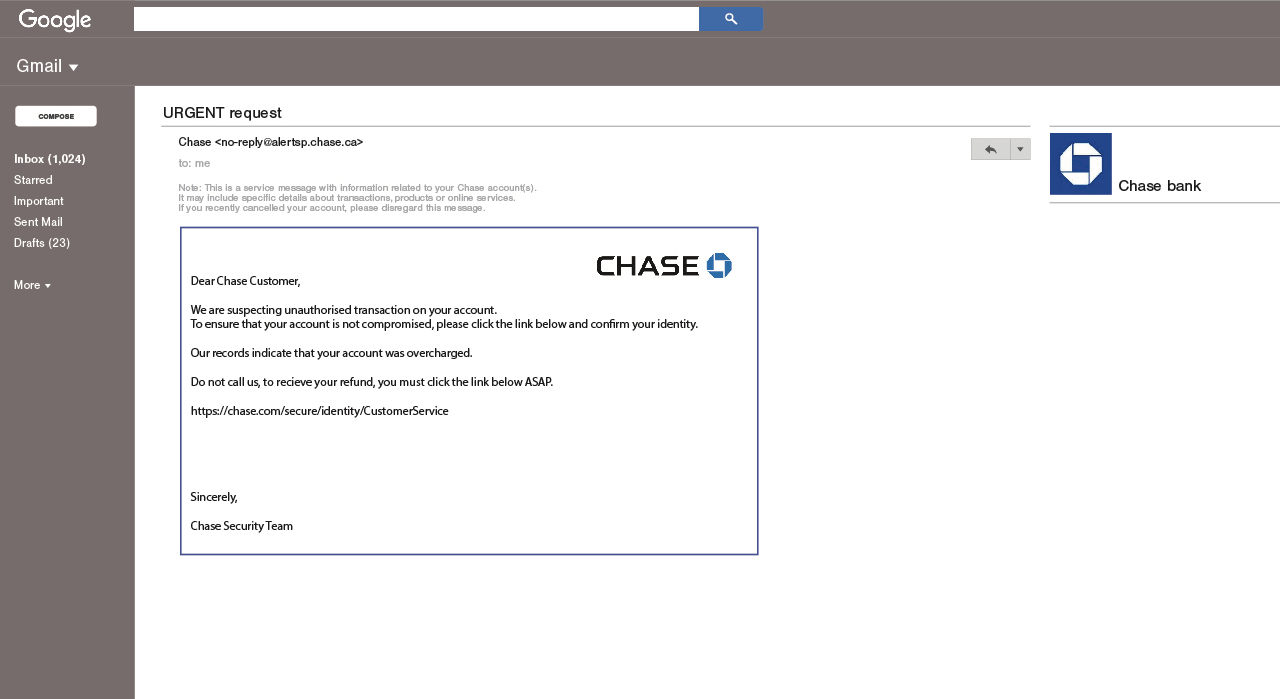 Google
Gmail
COMPOSE
Inbox (1,024)
Starred
Important
Sent Mail
Drafts (23)
More
URGENT request
Chase <no-reply@alertsp.chase.ca>
to: me
Note: This is a service message with information related to your Chase account(s).
It may include specific details about transactions, products or online services.
If you recently cancelled your account, please disregard this message.
CHASE
Dear Chase Customer,
We are suspecting unauthorised transaction on your account.
To ensure that your account is not compromised, please click the link below and confirm your identity.
Our records indicate that your account was overcharged.
Do not call us, to recieve your refund, you must click the link below ASAP.
https://chase.com/secure/identity/CustomerService
Sincerely,
Chase Security Team
Chase bank